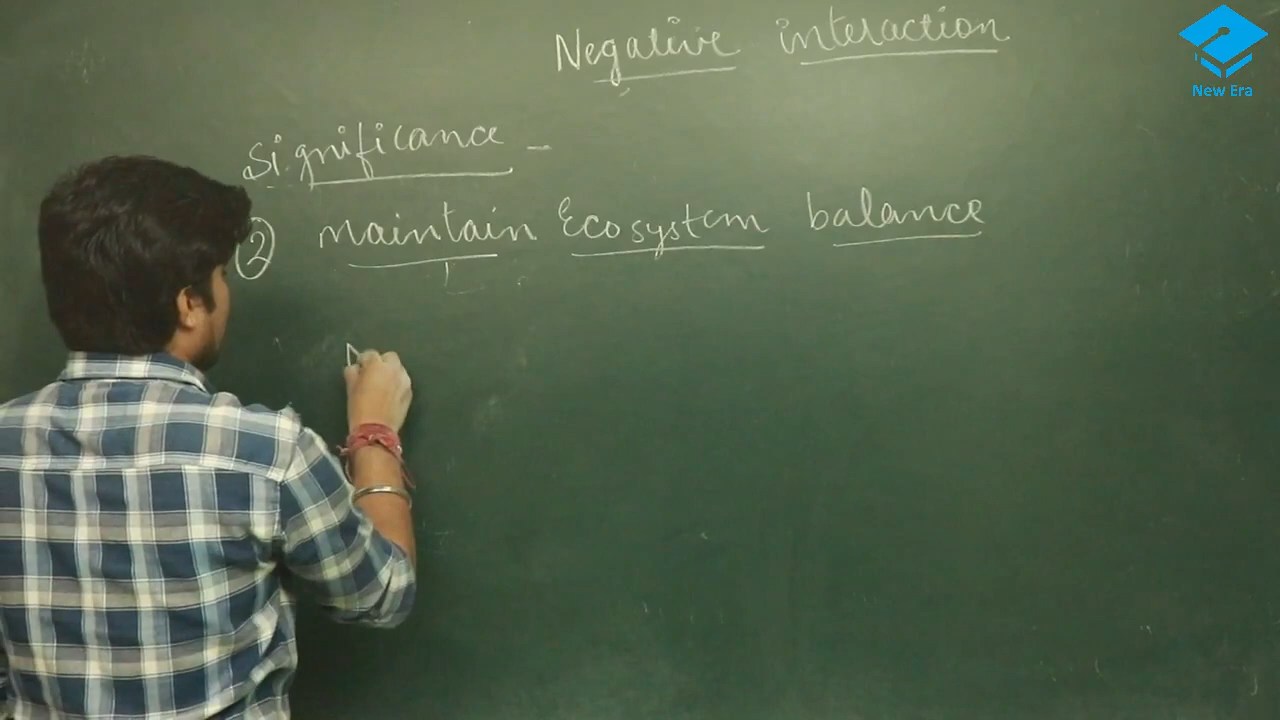 Negative interaction
New Era
Significance -
② Maintain Ecosystem balance